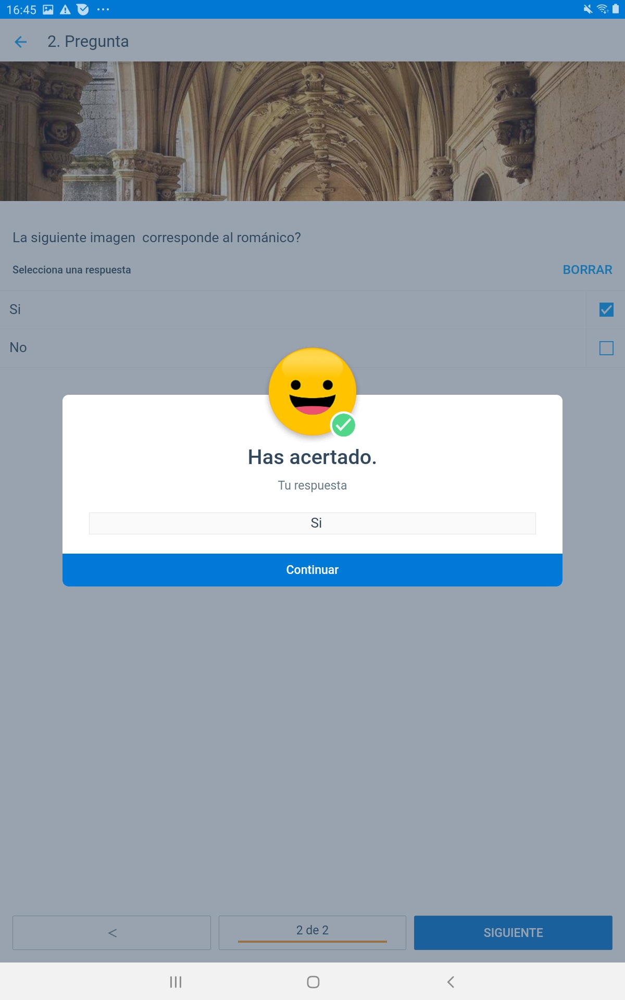 16:45
2. Pregunta
La siguiente imagen  corresponde al románico?
Selecciona una respuesta
BORRAR
Si
No
Has acertado.
Tu respuesta
Si
Continuar
<
2 de 2
SIGUIENTE